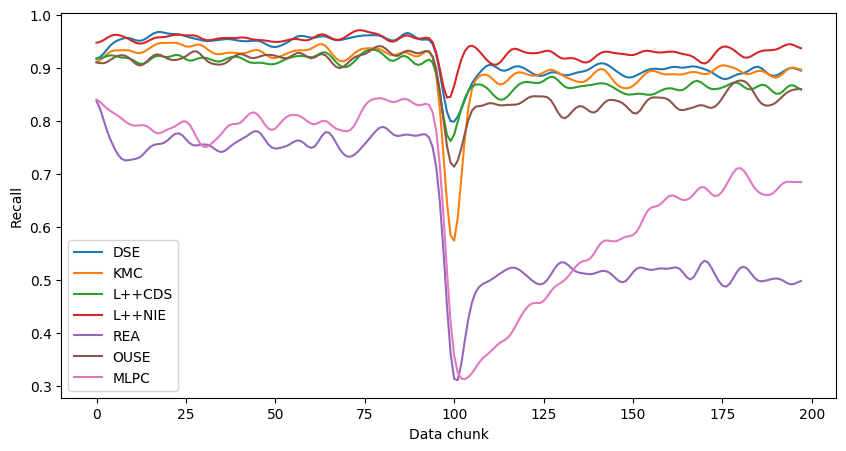 1.0
0.9
0.8
0.7
0.6
0.5
0.4
0.3
Recall
DSE
KMC
L++CDS
L++NIE
REA
OUSE
MLPC
0 25 50 75 100 125 150 175 200
Data chunk